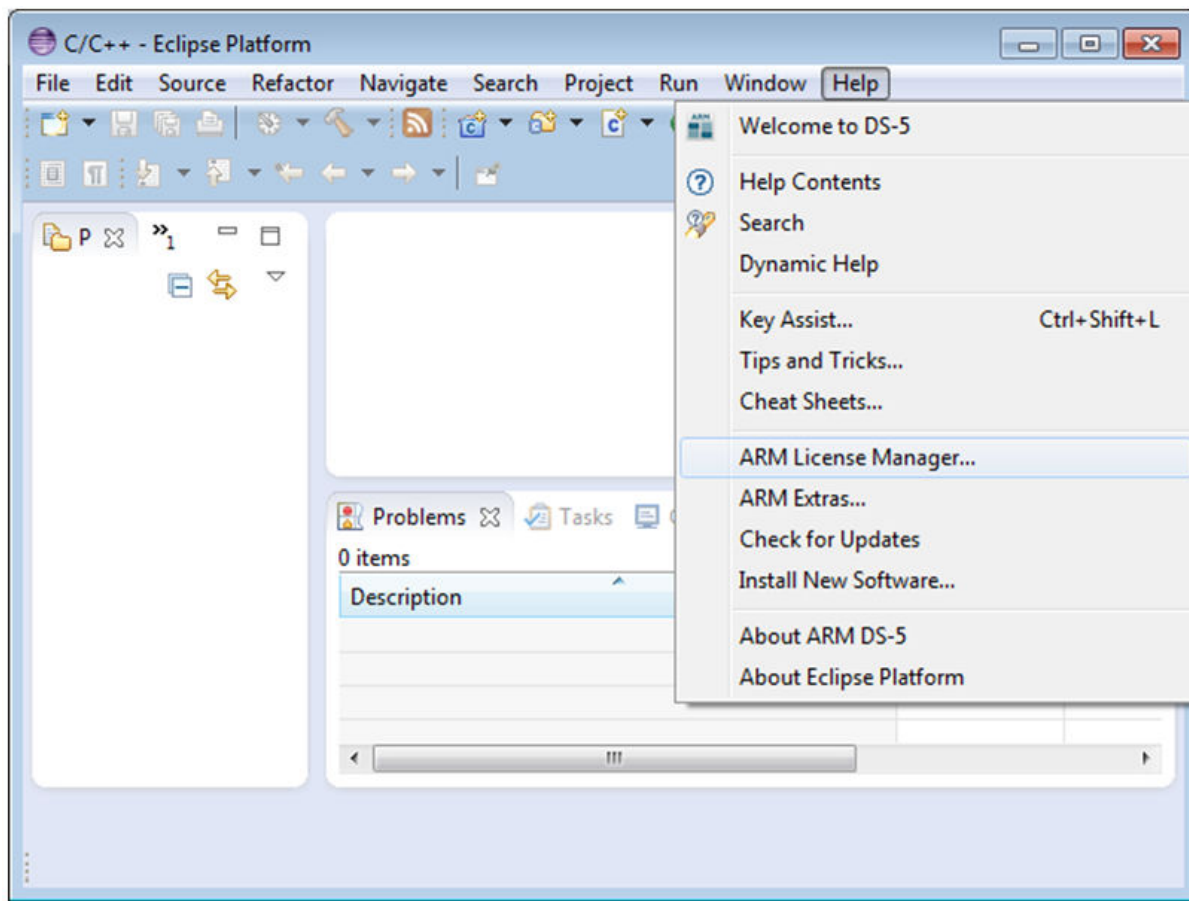 C/C++ - Eclipse Platform
File Edit Source Refactor Navigate Search Project Run Window Help
Welcome to DS-5
Help Contents
P
1
Search
Dynamic Help
Key Assist... Ctrl+Shift+L
Tips and Tricks...
Cheat Sheets...
ARM License Manager...
ARM Extras...
Check for Updates
Install New Software...
About ARM DS-5
About Eclipse Platform
Problems Tasks
0 items
Description